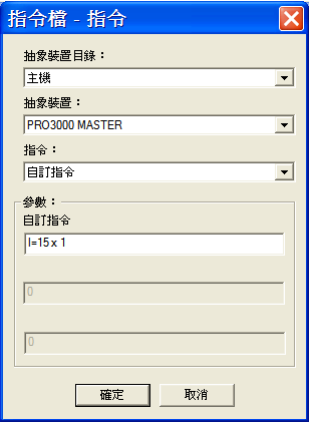 指令檔 - 指令
抽象裝置目錄：
主機
抽象裝置：
PRO3000 MASTER
指令：
自訂指令
參數：
自訂指令
I=15 x 1
0
0
確定
取消